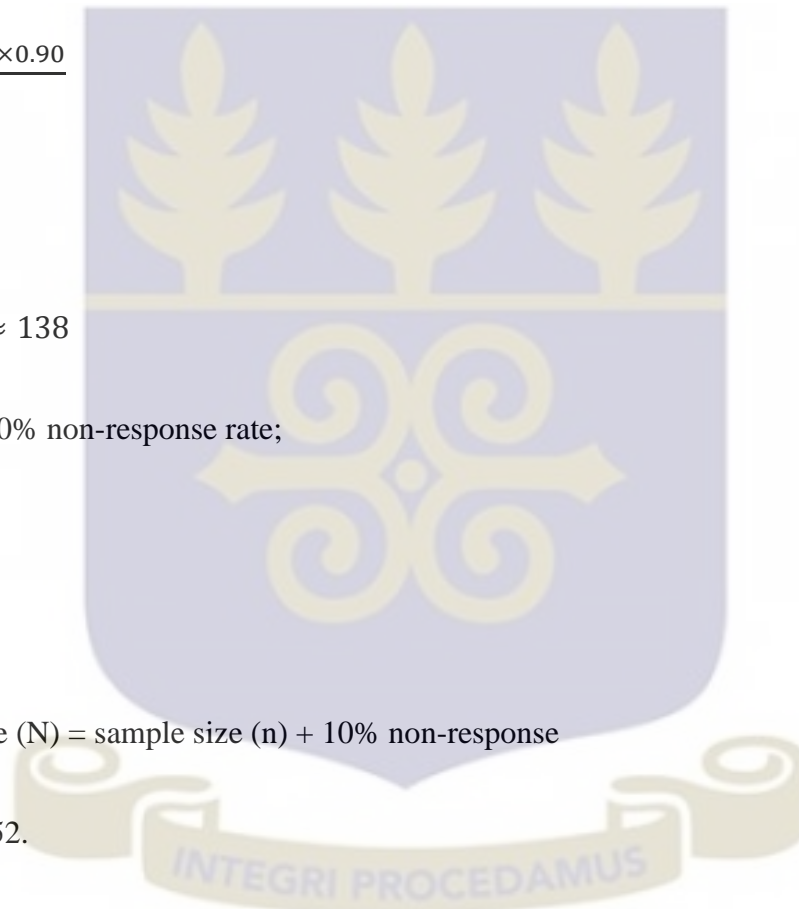 ×0.90
≈ 138
0% non-response rate;
e (N) = sample size (n) + 10% non-response
52.
INTEGRI PROCEDAMUS